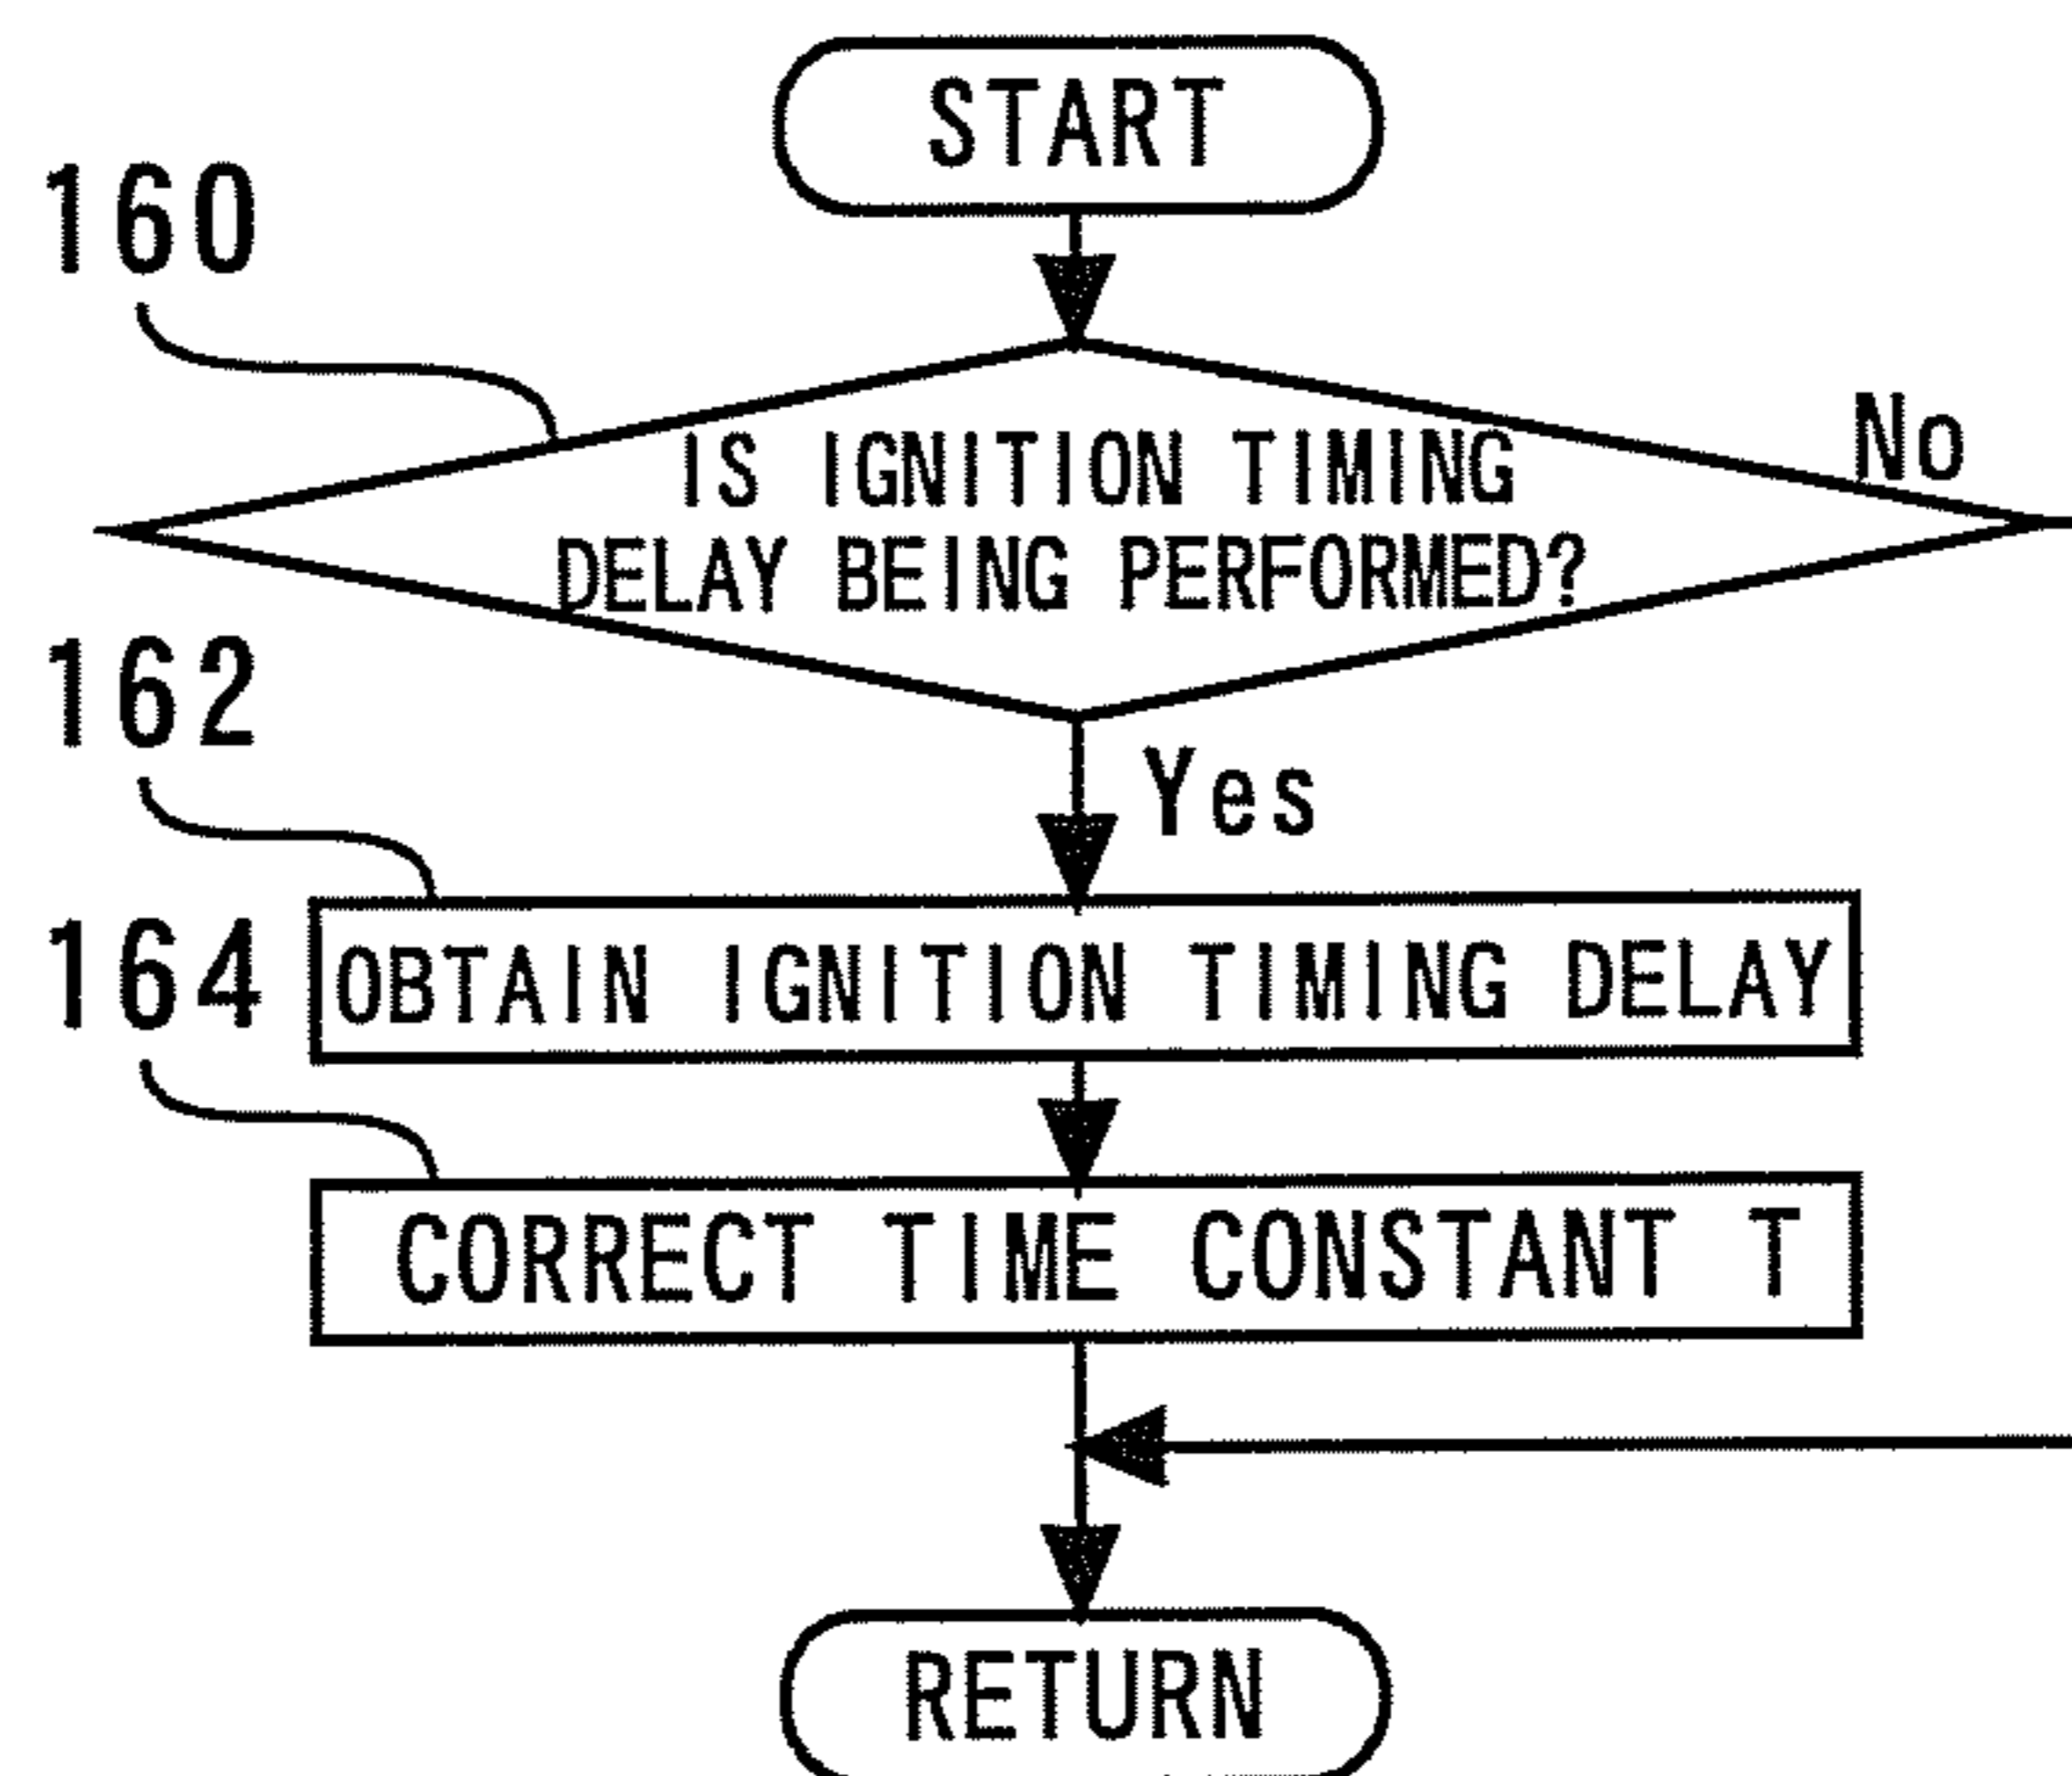 START
160
IS IGNITION TIMING
DELAY BEING PERFORMED?
No
162
Yes
164
OBTAIN IGNITION TIMING DELAY
CORRECT TIME CONSTANT T
RETURN